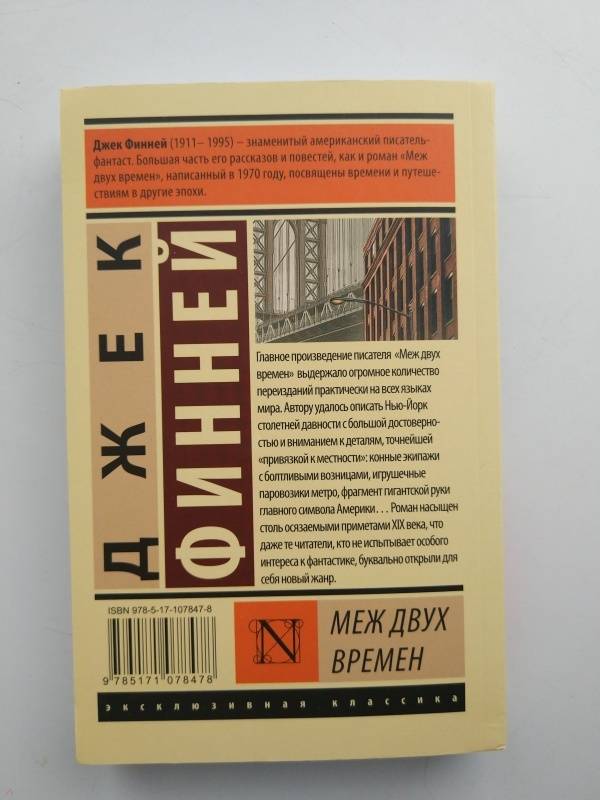 Джек Финней (1911– 1995) – знаменитый американский писатель-
фантаст. Большая часть его рассказов и повестей, как и роман «Меж
двух времен», написанный в 1970 году, посвящены времени и путеше-
ствиям в другие эпохи.
ДЖЕК
ФИННЕЙ
Главное произведение писателя «Меж двух
времен» выдержало огромное количество
переизданий практически на всех языках
мира. Автору удалось описать Нью-Йорк
столетней давности с большой достоверно-
стью и вниманием к деталям, точнейшей
«привязкой к местности»: конные экипажи
с болтливыми возницами, игрушечные
паровозики метро, фрагмент гигантской руки
главного символа Америки… Роман насыщен
столь осязаемыми приметами XIX века, что
даже те читатели, кто не испытывает особого
интереса к фантастике, буквально открыли для
себя новый жанр.
ISBN 978-5-17-107847-8
9 785171 078478
N
МЕЖ ДВУХ
ВРЕМЕН
эксклюзивная классика